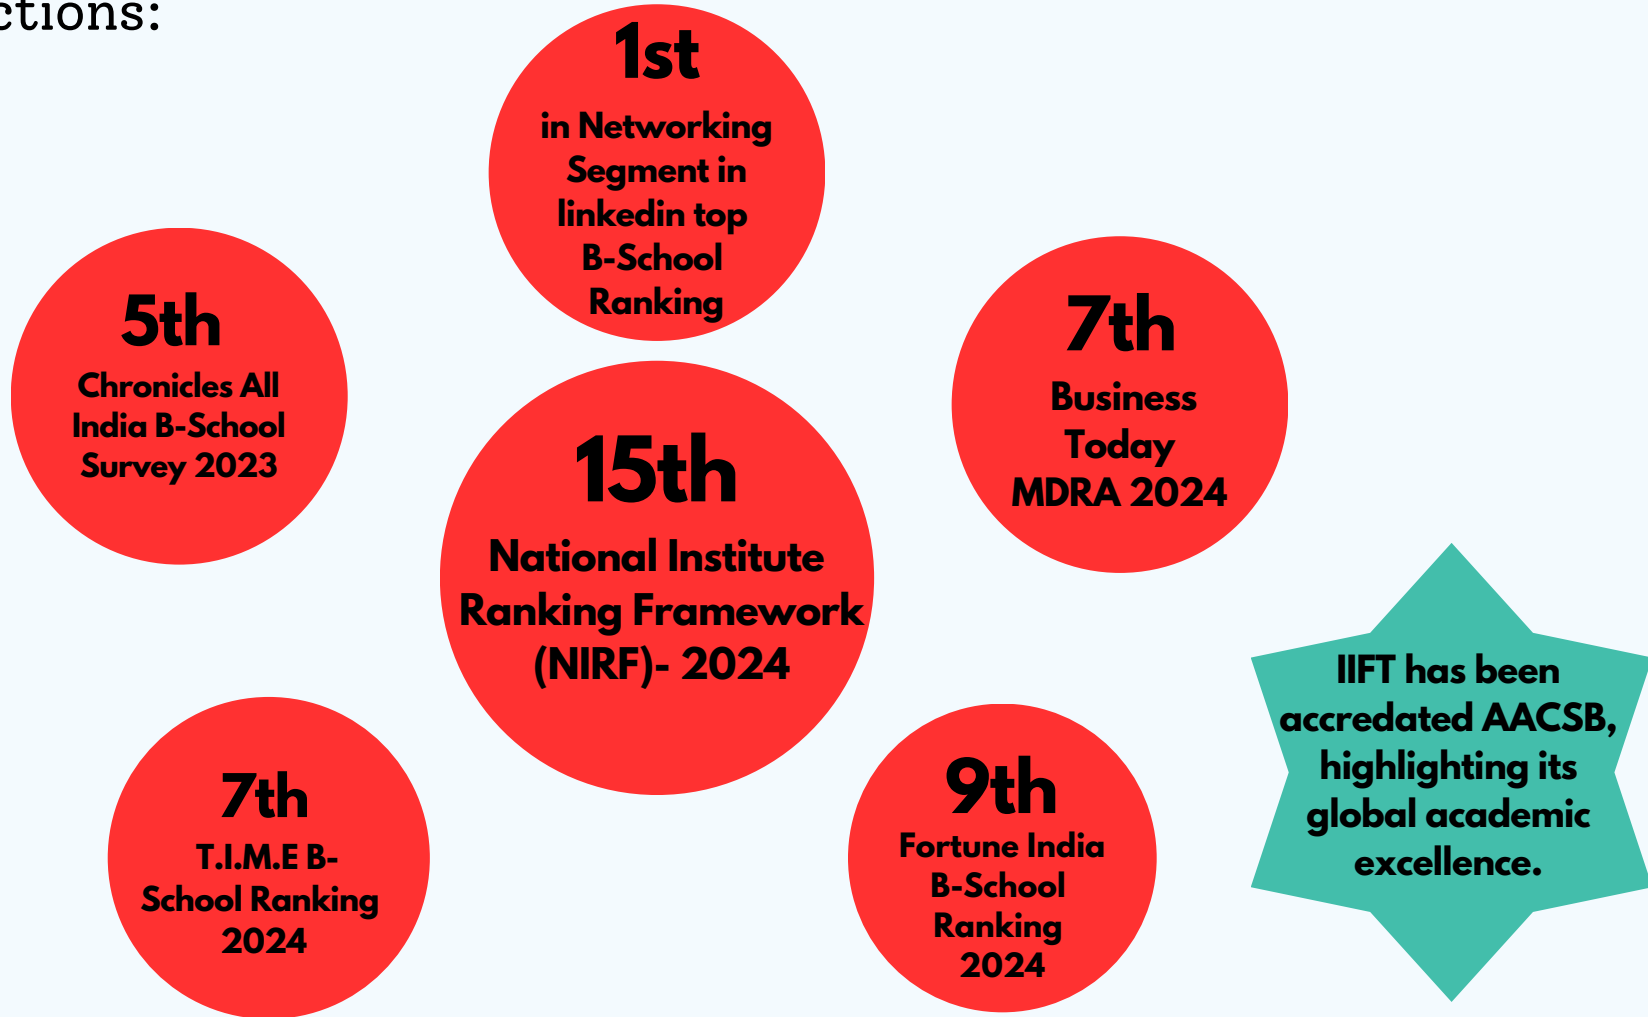 ctions:
1st
in Networking
Segment in
linkedin top
B-School
Ranking
5th
Chronicles All
India B-School
Survey 2023
7th
Business
Today
MDRA 2024
15th
National Institute
Ranking Framework
(NIRF)- 2024
7th
T.I.M.E B-
School Ranking
2024
9th
Fortune India
B-School
Ranking
2024
IIFT has been
accredated AACSB,
highlighting its
global academic
excellence.